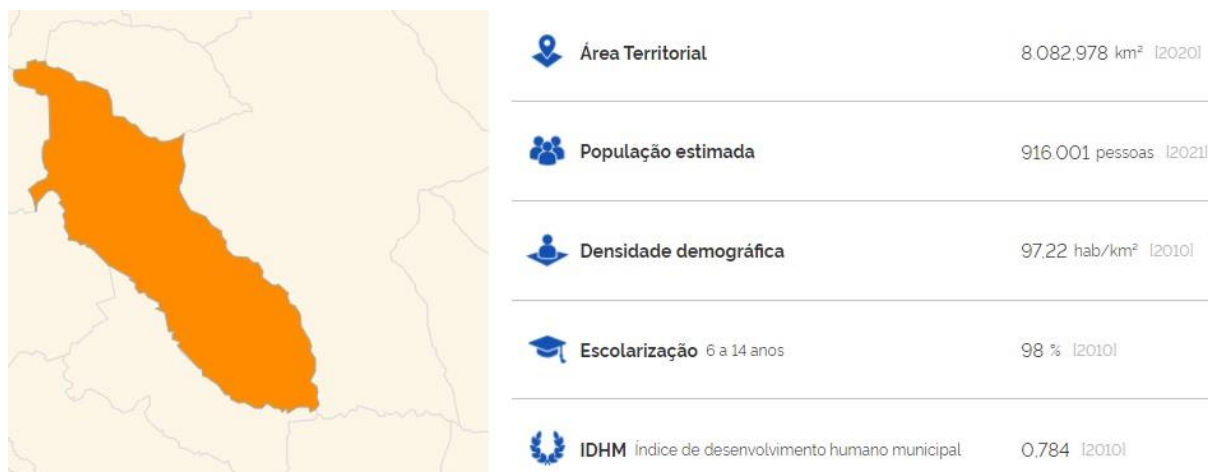 Área Territorial 8.082,978 km² [2020]
População estimada 916.001 pessoas [2021]
Densidade demográfica 97,22 hab/km² [2010]
Escolarização 6 a 14 anos 98 % [2010]
IDHM Índice de desenvolvimento humano municipal 0,784 [2010]